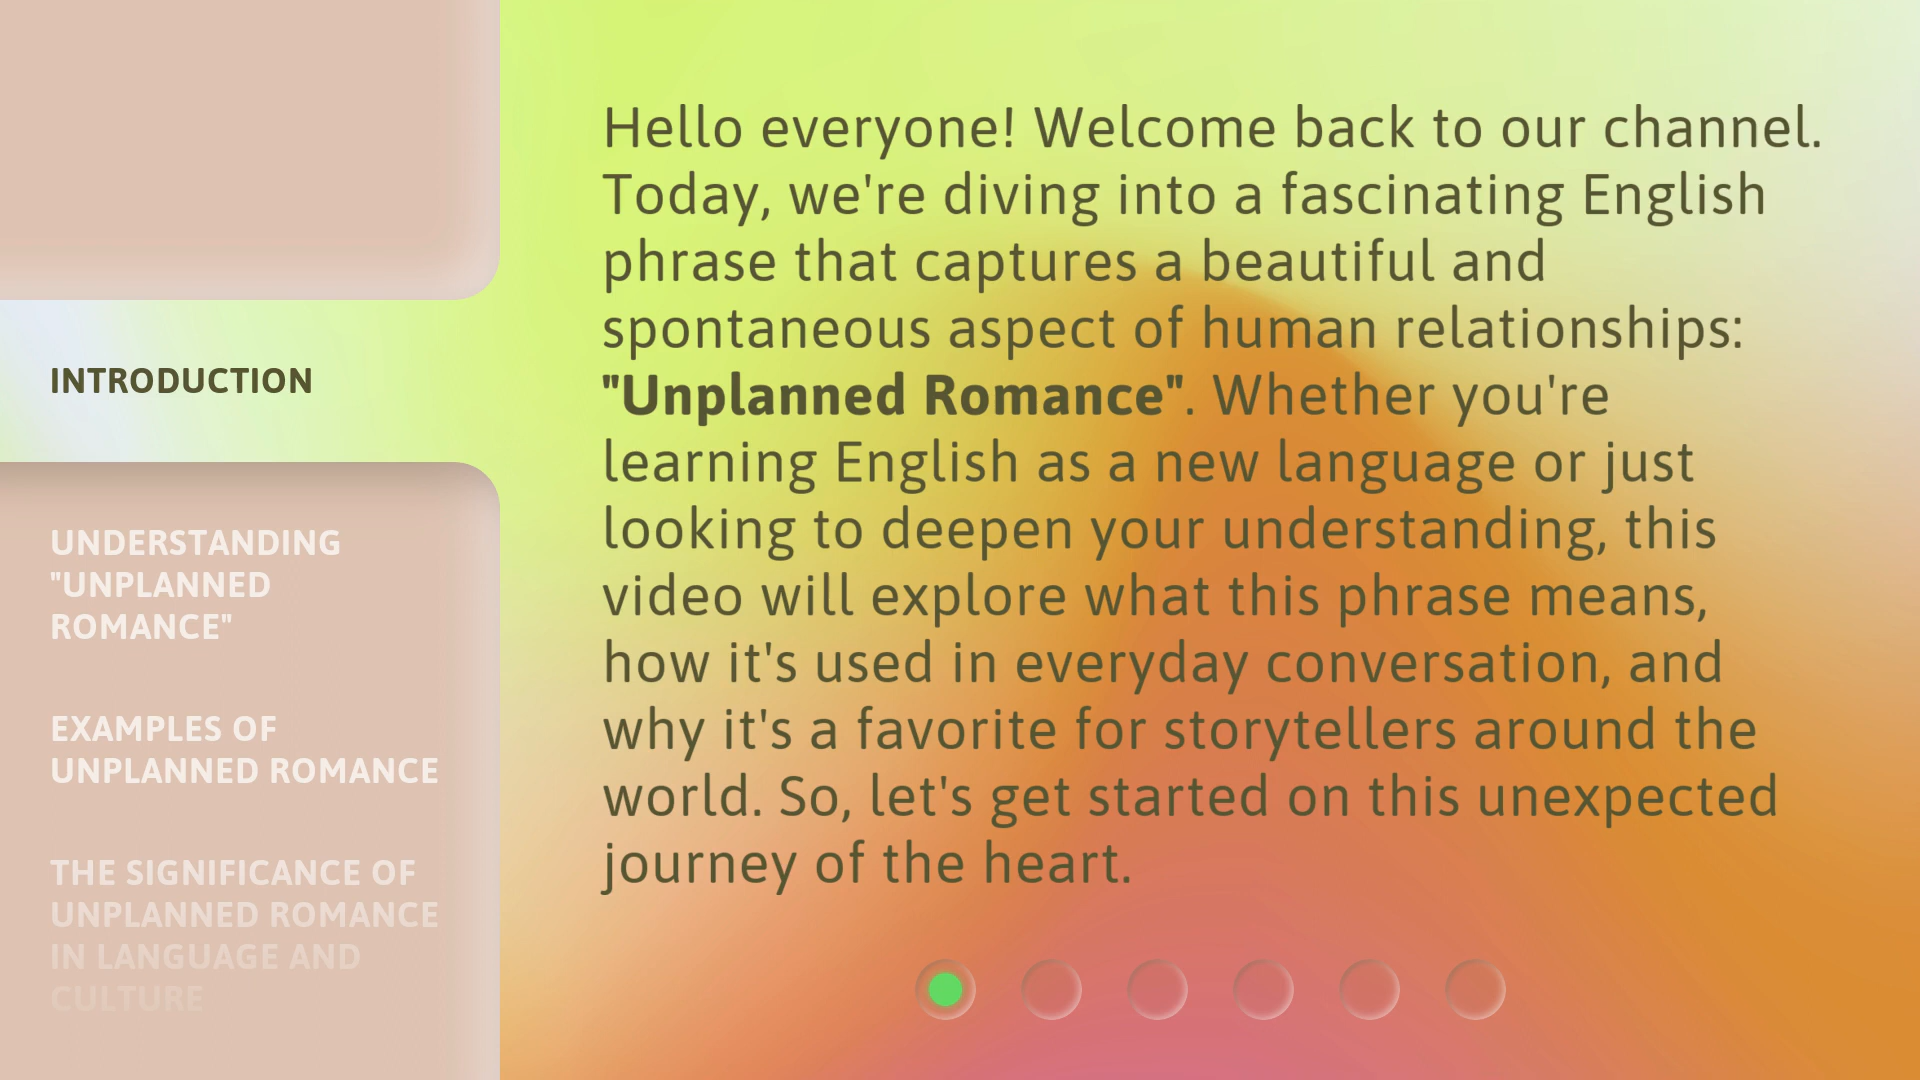 INTRODUCTION
UNDERSTANDING
"UNPLANNED
ROMANCE"
EXAMPLES OF
UNPLANNED ROMANCE
THE SIGNIFICANCE OF
UNPLANNED ROMANCE
IN LANGUAGE AND
CULTURE
Hello everyone! Welcome back to our channel.
Today, we're diving into a fascinating English
phrase that captures a beautiful and
spontaneous aspect of human relationships:
"Unplanned Romance". Whether you're
learning English as a new language or just
looking to deepen your understanding, this
video will explore what this phrase means,
how it's used in everyday conversation, and
why it's a favorite for storytellers around the
world. So, let's get started on this unexpected
journey of the heart.